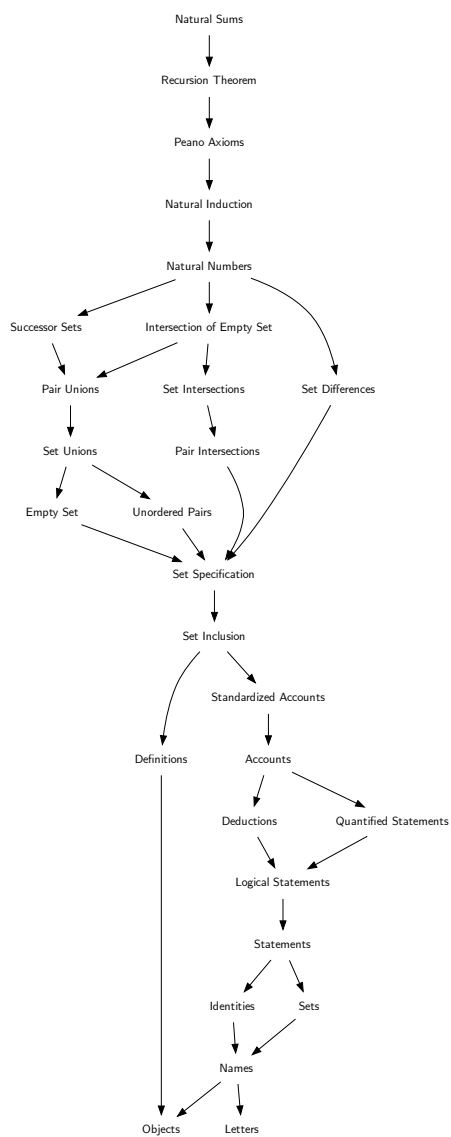 Natural Sums
Recursion Theorem
Peano Axioms
Natural Induction
Natural Numbers
Successor Sets
Intersection of Empty Set
Pair Unions
Set Intersections
Set Differences
Set Unions
Pair Intersections
Empty Set
Unordered Pairs
Set Specification
Set Inclusion
Standardized Accounts
Definitions
Accounts
Deductions
Quantified Statements
Logical Statements
Statements
Identities
Sets
Names
Objects
Letters